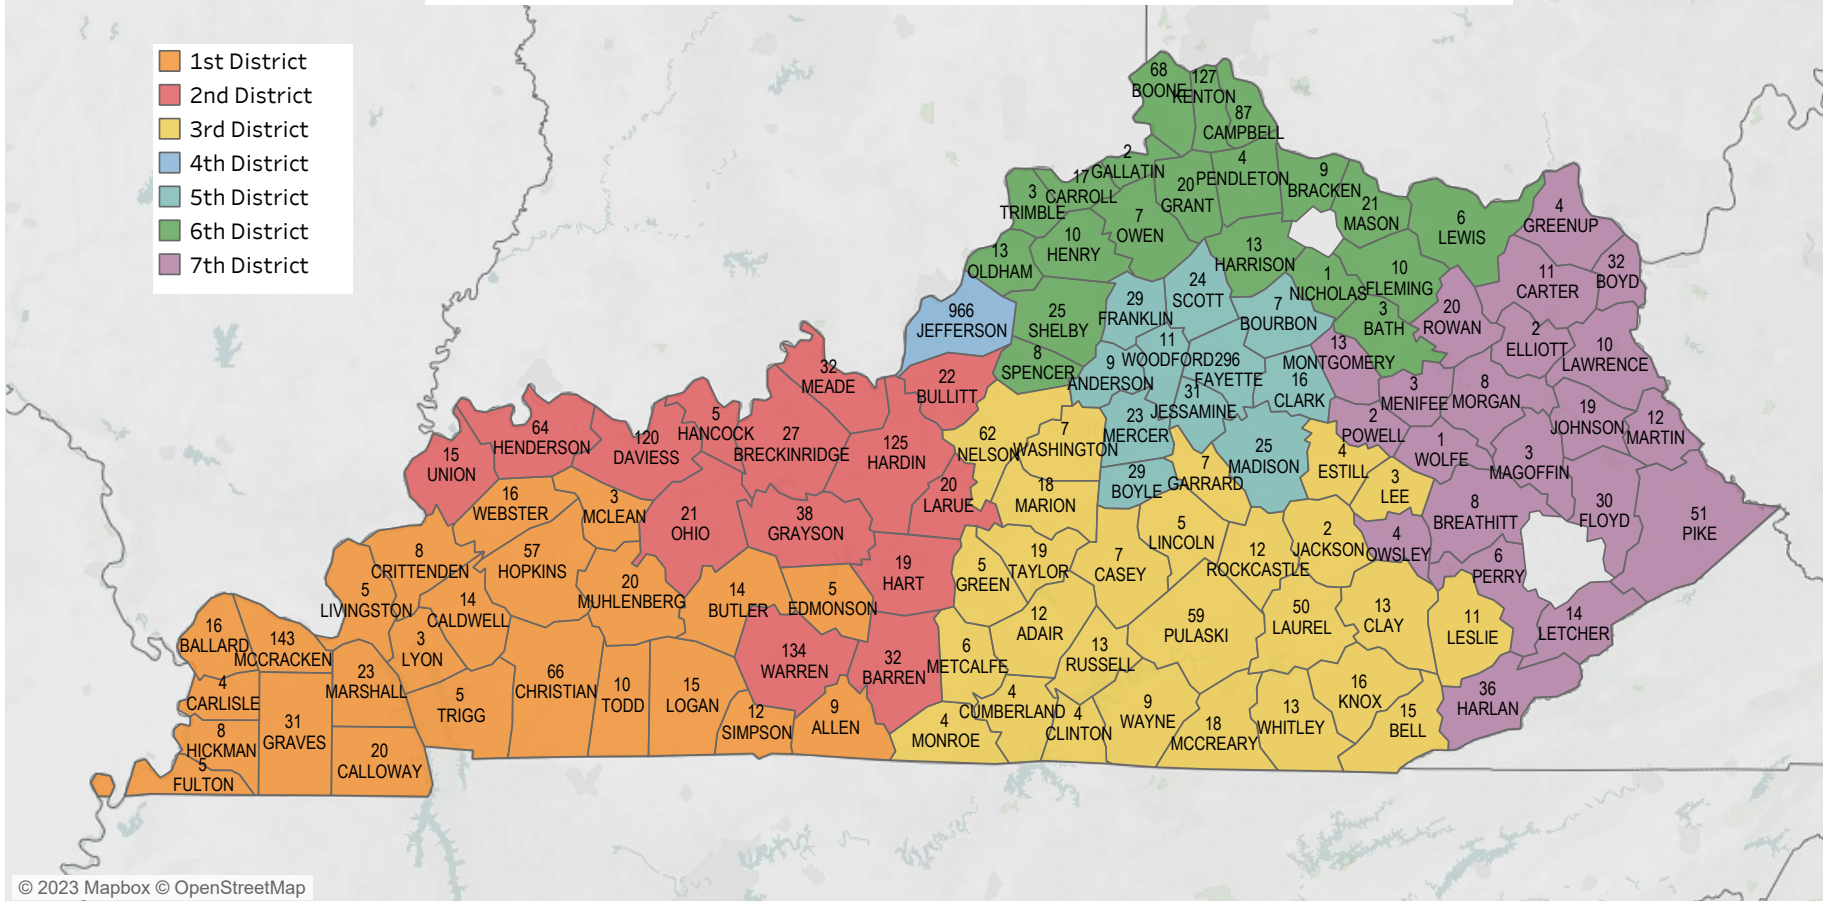 1st District
2nd District
3rd District
4th District
5th District
6th District
7th District
68
BOONE
127
KENTON
87
CAMPBELL
2
GALLATIN
17
CARROLL
3
TRIMBLE
20
GRANT
4
PENDLETON
9
BRACKEN
21
MASON
6
LEWIS
4
GREENUP
7
OWEN
10
HENRY
13
OLDHAM
13
HARRISON
1
NICHOLAS
10
FLEMING
3
BATH
11
CARTER
32
BOYD
966
JEFFERSON
25
SHELBY
8
SPENCER
29
FRANKLIN
24
SCOTT
7
BOURBON
11
WOODFORD
296
FAYETTE
9
ANDERSON
31
JESSAMINE
16
CLARK
13
MONTGOMERY
20
ROWAN
2
ELLIOTT
10
LAWRENCE
3
MENIFEE
8
MORGAN
19
JOHNSON
12
MARTIN
2
POWELL
1
WOLFE
3
MAGOFFIN
32
MEADE
22
BULLITT
5
HANCOCK
27
BRECKINRIDGE
125
HARDIN
120
DAVIESS
64
HENDERSON
15
UNION
62
NELSON
7
WASHINGTON
23
MERCER
29
BOYLE
7
GARRARD
25
MADISON
4
ESTILL
3
LEE
20
LARUE
18
MARION
16
WEBSTER
3
MCLEAN
21
OHIO
38
GRAYSON
5
LINCOLN
12
ROCKCASTLE
2
JACKSON
4
OWSLEY
8
BREATHITT
30
FLOYD
51
PIKE
6
PERRY
8
CRITTENDEN
57
HOPKINS
20
MUHLENBERG
14
BUTLER
5
EDMONSON
19
HART
5
GREEN
19
TAYLOR
7
CASEY
5
LIVINGSTON
14
CALDWELL
3
LYON
59
PULASKI
50
LAUREL
13
CLAY
11
LESLIE
14
LETCHER
16
BALLARD
143
MCCRACKEN
23
MARSHALL
12
ADAIR
13
RUSSELL
134
WARREN
32
BARREN
6
METCALFE
4
CARLISLE
31
GRAVES
5
TRIGG
66
CHRISTIAN
10
TODD
15
LOGAN
12
SIMPSON
9
ALLEN
4
MONROE
4
CUMBERLAND
4
CLINTON
9
WAYNE
18
MCCREARY
13
WHITLEY
16
KNOX
15
BELL
36
HARLAN
8
HICKMAN
5
FULTON
20
CALLOWAY
© 2023 Mapbox © OpenStreetMap